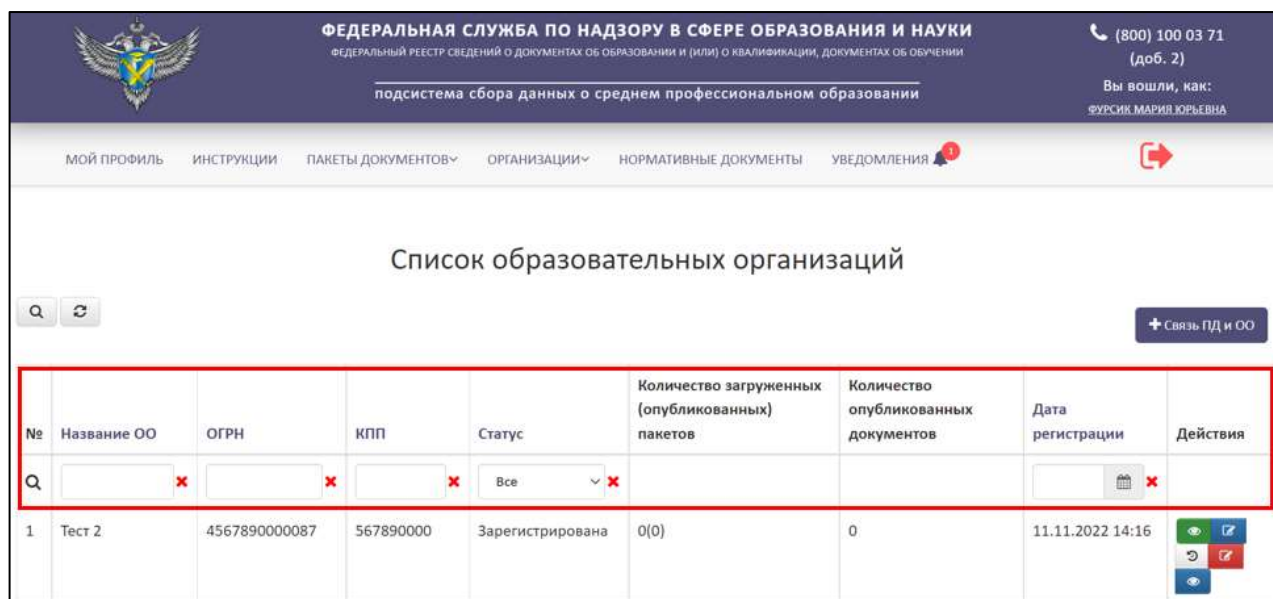 ФЕДЕРАЛЬНАЯ СЛУЖБА ПО НАДЗОРУ В СФЕРЕ ОБРАЗОВАНИЯ И НАУКИ
ФЕДЕРАЛЬНЫЙ РЕЕСТР СВЕДЕНИЙ О ДОКУМЕНТАХ ОБ ОБРАЗОВАНИИ И (ИЛИ) О КВАЛИФИКАЦИИ, ДОКУМЕНТАХ ОБ ОБУЧЕНИИ
подсистема сбора данных о среднем профессиональном образовании
(800) 100 03 71
(доб. 2)
Вы вошли, как:
ФУРСИК МАРИЯ ЮРЬЕВНА
МОЙ ПРОФИЛЬ ИНСТРУКЦИИ ПАКЕТЫ ДОКУМЕНТОВ ОРГАНИЗАЦИИ НОРМАТИВНЫЕ ДОКУМЕНТЫ УВЕДОМЛЕНИЯ 1
Список образовательных организаций
+ Связь ПД и ОО
№ Название ОО ОГРН КПП Статус Количество загруженных (опубликованных) пакетов Количество опубликованных документов Дата регистрации Действия
Все
1 Тест 2 4567890000087 567890000 Зарегистрирована 0(0) 0 11.11.2022 14:16